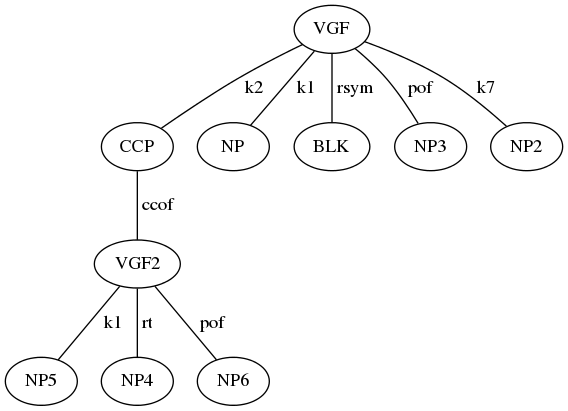 VGF
k2 k1 rsym pof k7
CCP NP BLK NP3 NP2
ccof
VGF2
k1 rt pof
NP5 NP4 NP6